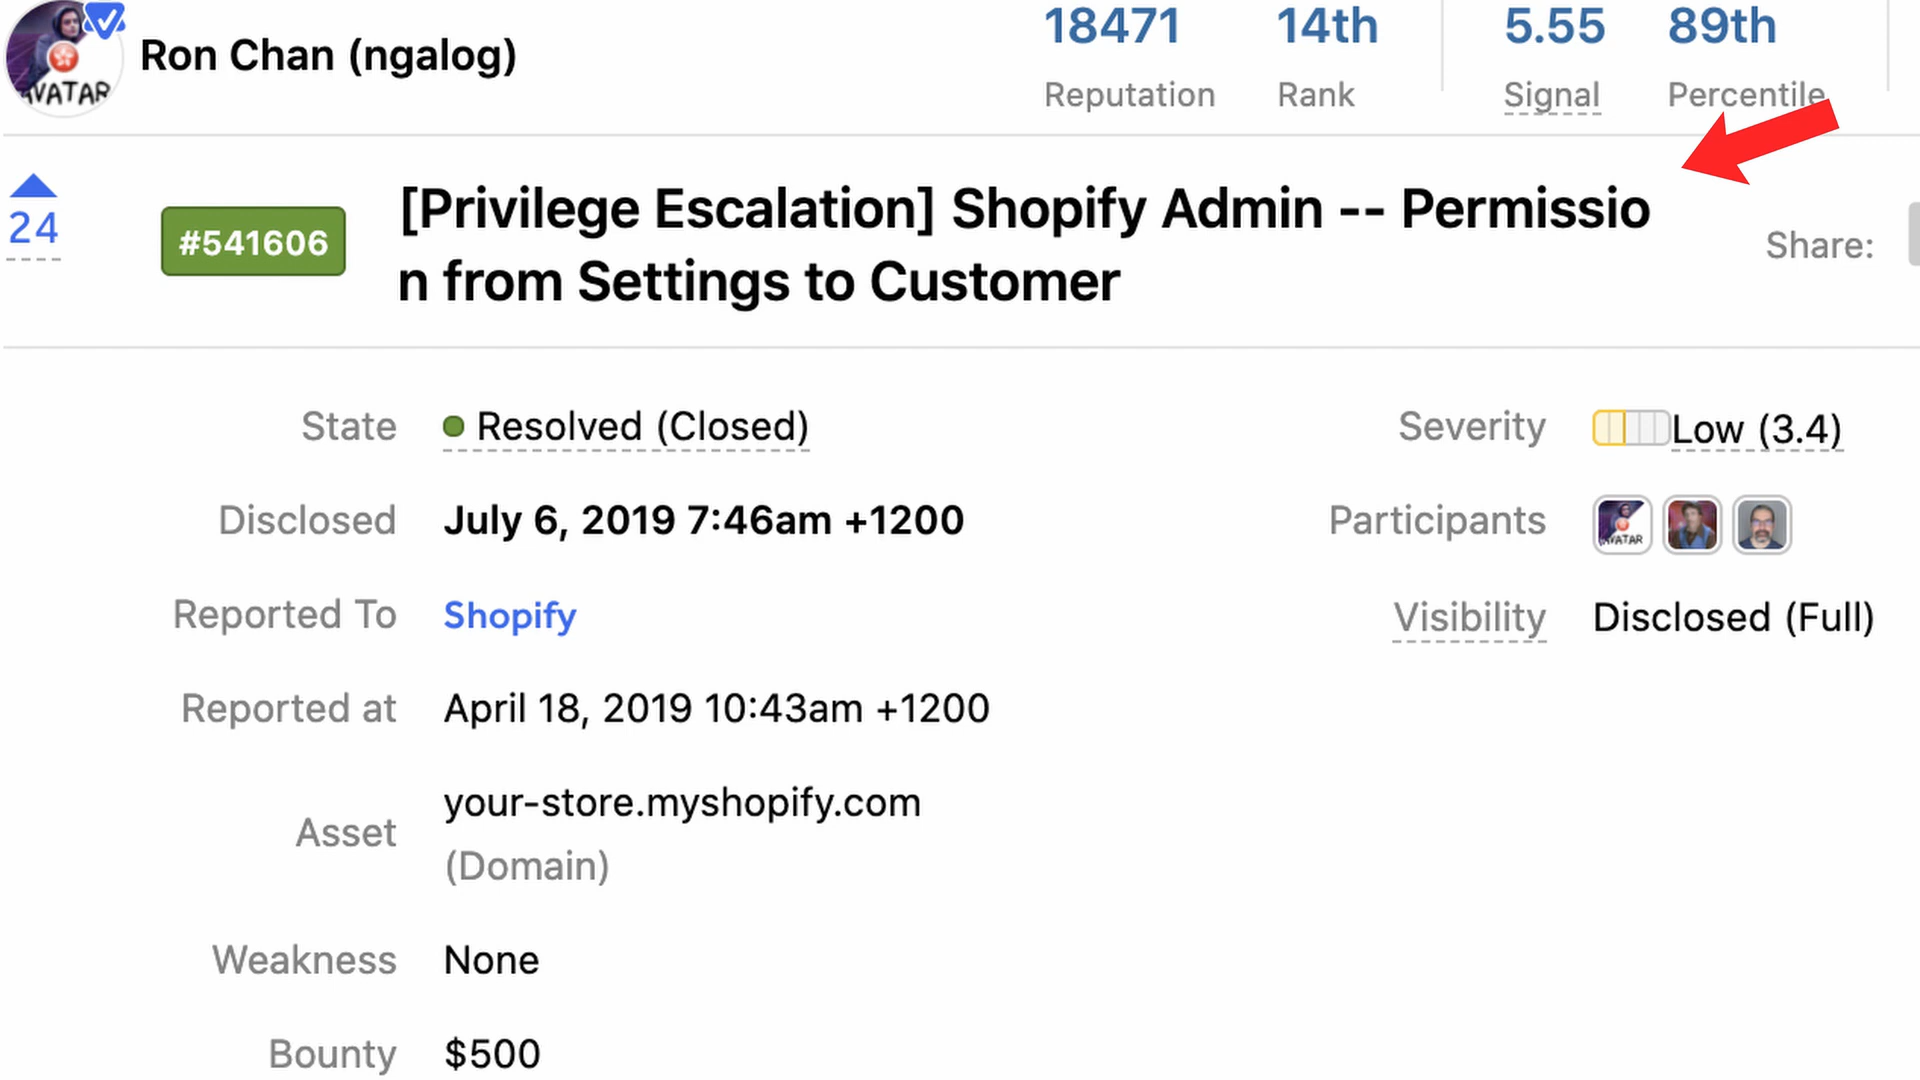 Ron Chan (ngalog)
18471 14th 5.55 89th
Reputation Rank Signal Percentile
24
#541606
[Privilege Escalation] Shopify Admin -- Permissio
n from Settings to Customer
Share:
State Resolved (Closed)
Severity Low (3.4)
Disclosed July 6, 2019 7:46am +1200
Participants
Reported To Shopify
Visibility Disclosed (Full)
Reported at April 18, 2019 10:43am +1200
Asset your-store.myshopify.com
(Domain)
Weakness None
Bounty $500